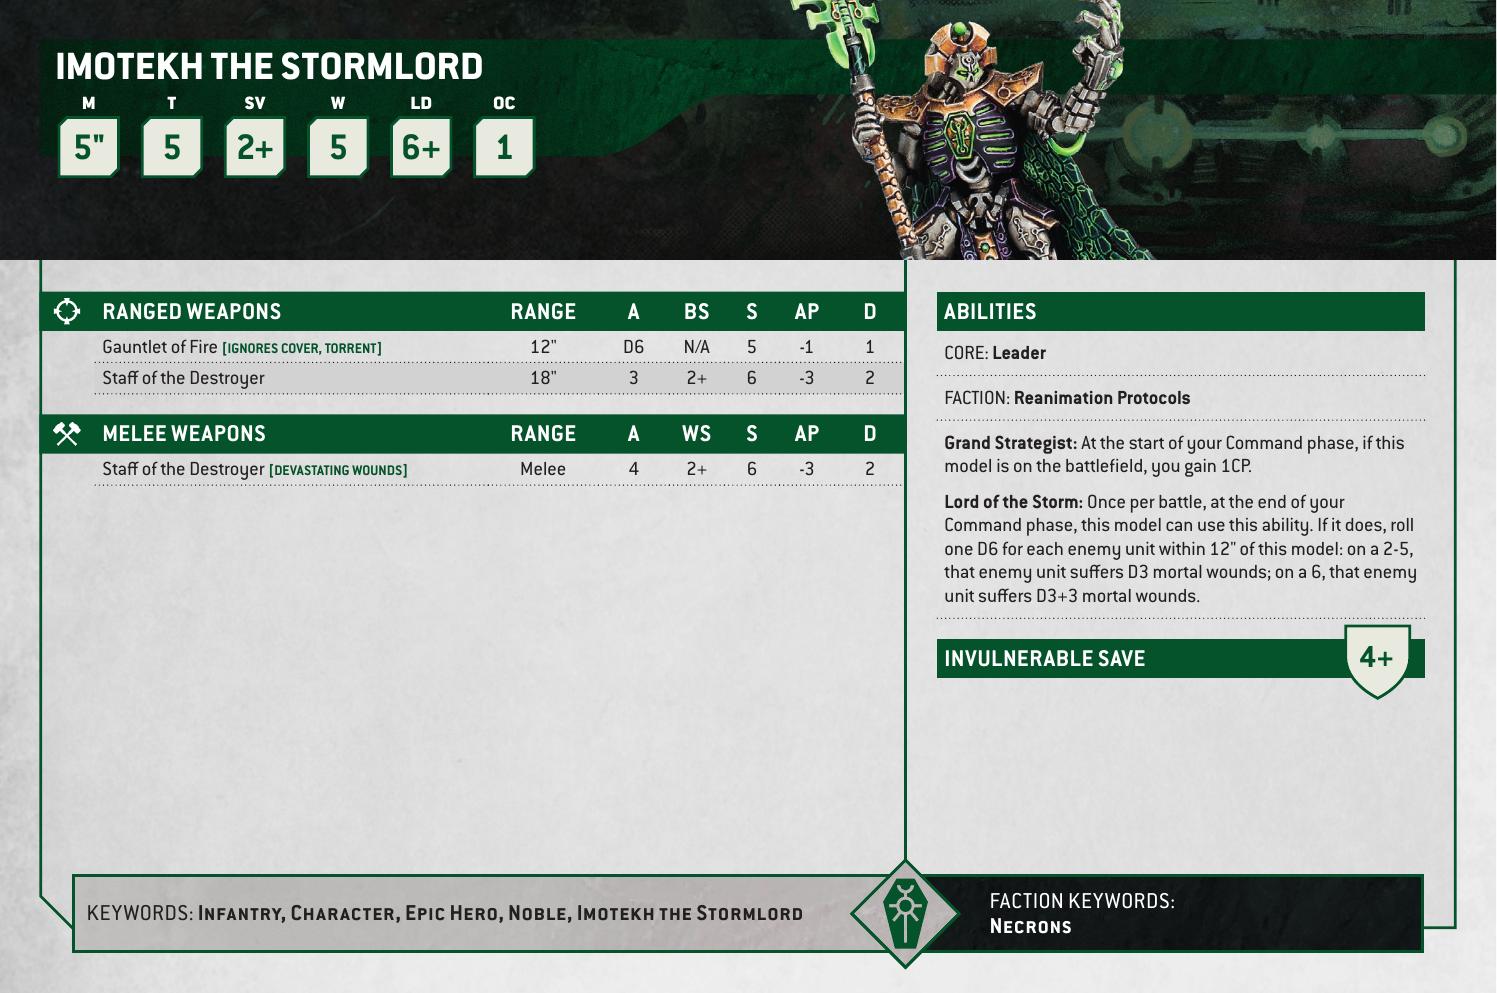 IMOTEKH THE STORMLORD
M T SV W LD OC
5" 5 2+ 5 6+ 1
RANGED WEAPONS RANGE A BS S AP D
Gauntlet of Fire [IGNORES COVER, TORRENT] 12" D6 N/A 5 -1 1
Staff of the Destroyer 18" 3 2+ 6 -3 2
MELEE WEAPONS RANGE A WS S AP D
Staff of the Destroyer [DEVASTATING WOUNDS] Melee 4 2+ 6 -3 2
ABILITIES
CORE: Leader
FACTION: Reanimation Protocols
Grand Strategist: At the start of your Command phase, if this
model is on the battlefield, you gain 1CP.
Lord of the Storm: Once per battle, at the end of your
Command phase, this model can use this ability. If it does, roll
one D6 for each enemy unit within 12" of this model: on a 2-5,
that enemy unit suffers D3 mortal wounds; on a 6, that enemy
unit suffers D3+3 mortal wounds.
INVULNERABLE SAVE 4+
KEYWORDS: INFANTRY, CHARACTER, EPIC HERO, NOBLE, IMOTEKH THE STORMLORD
FACTION KEYWORDS:
NECRONS